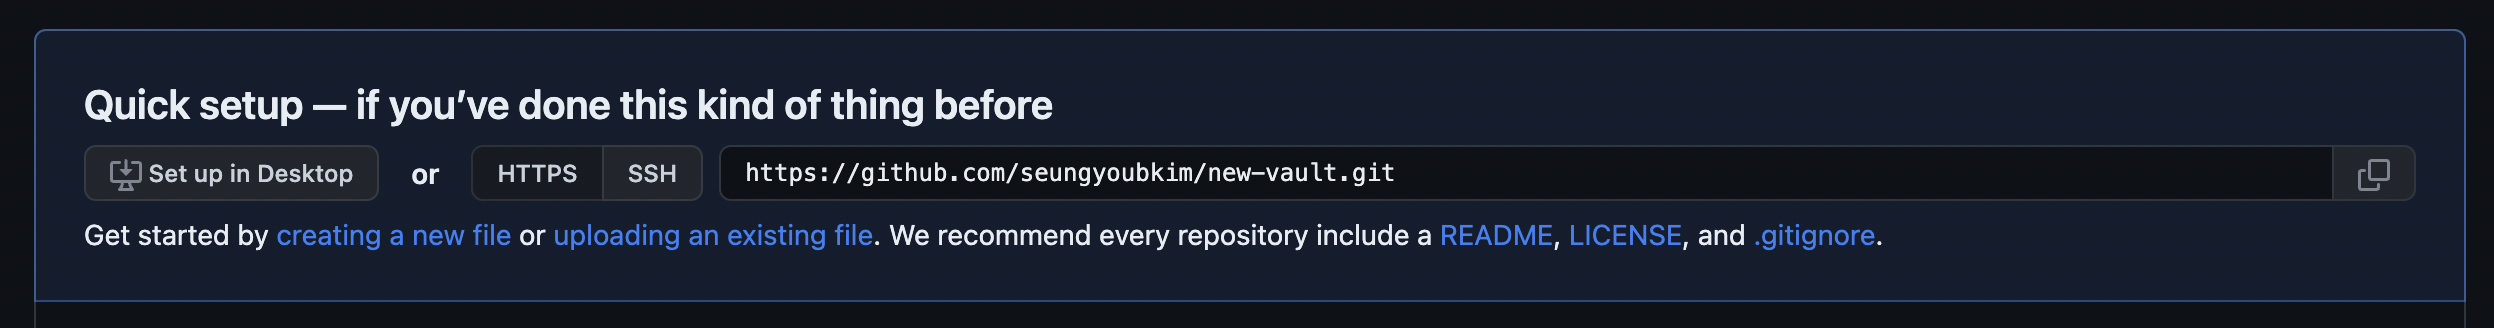 Quick setup — if you’ve done this kind of thing before
Set up in Desktop or HTTPS SSH https://github.com/seungyoubkim/new-vault.git
Get started by creating a new file or uploading an existing file. We recommend every repository include a README, LICENSE, and .gitignore.